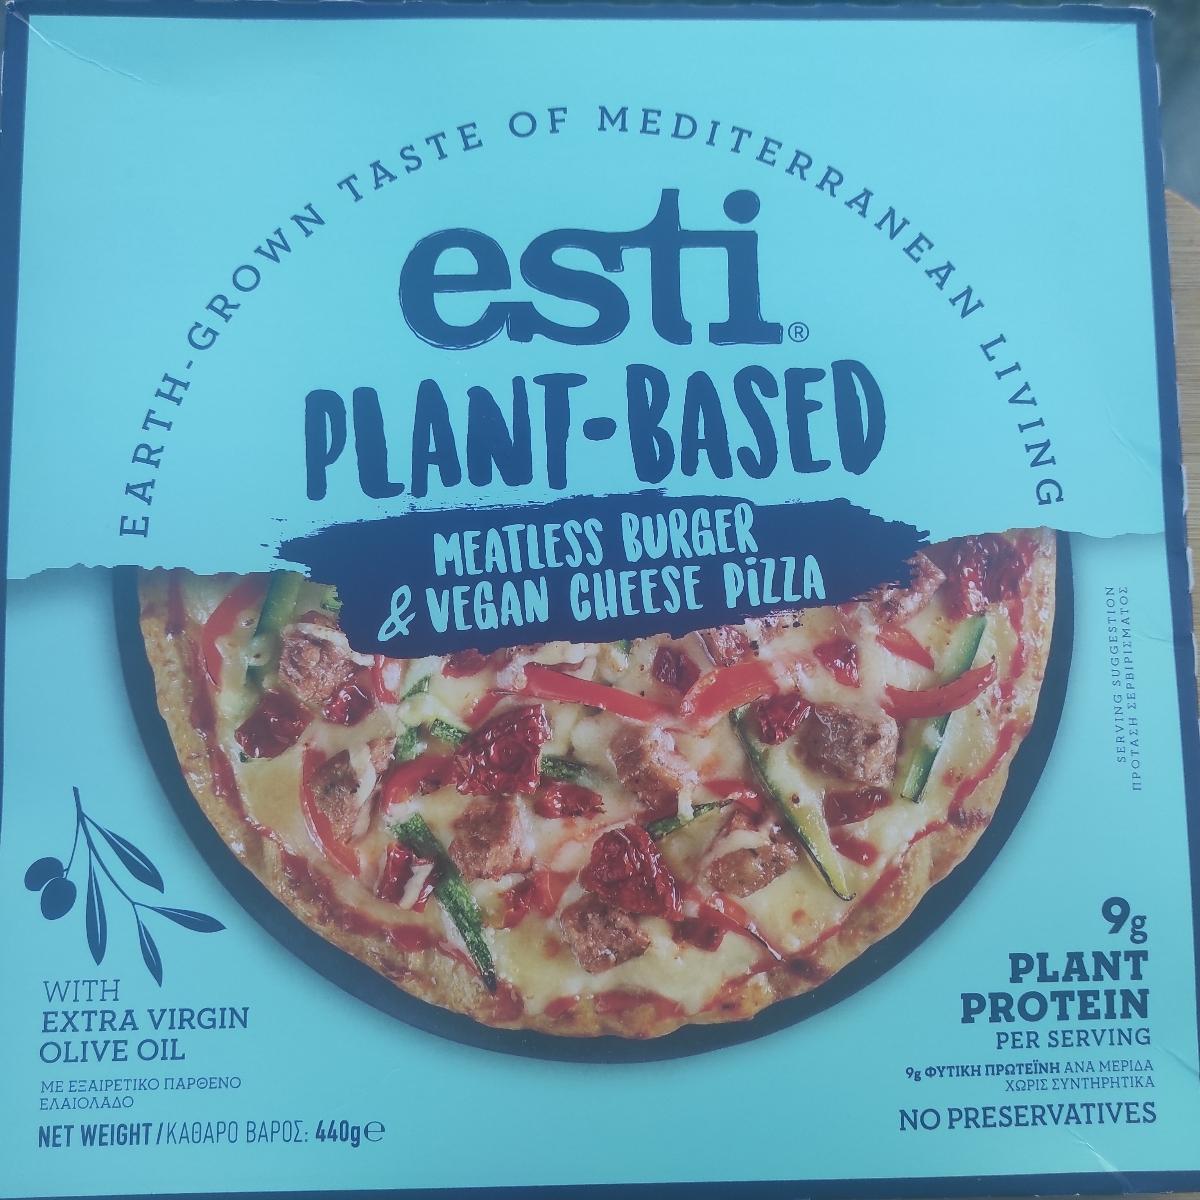 EARTH-GROWN TASTE OF MEDITERRANEAN LIVING
esti®
PLANT-BASED
MEATLESS BURGER
& VEGAN CHEESE PiZZA
SERVING SUGGESTION
ΠΡΟΤΑΣΗ ΣΕΡΒΙΡΙΣΜΑΤΟΣ
WITH
EXTRA VIRGIN
OLIVE OIL
ΜΕ ΕΞΑΙΡΕΤΙΚΟ ΠΑΡΘΕΝΟ
ΕΛΑΙΟΛΑΔΟ
NET WEIGHT/ΚΑΘΑΡΟ ΒΑΡΟΣ: 440g℮
9g
PLANT
PROTEIN
PER SERVING
9g ΦΥΤΙΚΗ ΠΡΩΤΕΪΝΗ ΑΝΑ ΜΕΡΙΔΑ
ΧΩΡΙΣ ΣΥΝΤΗΡΗΤΙΚΑ
NO PRESERVATIVES